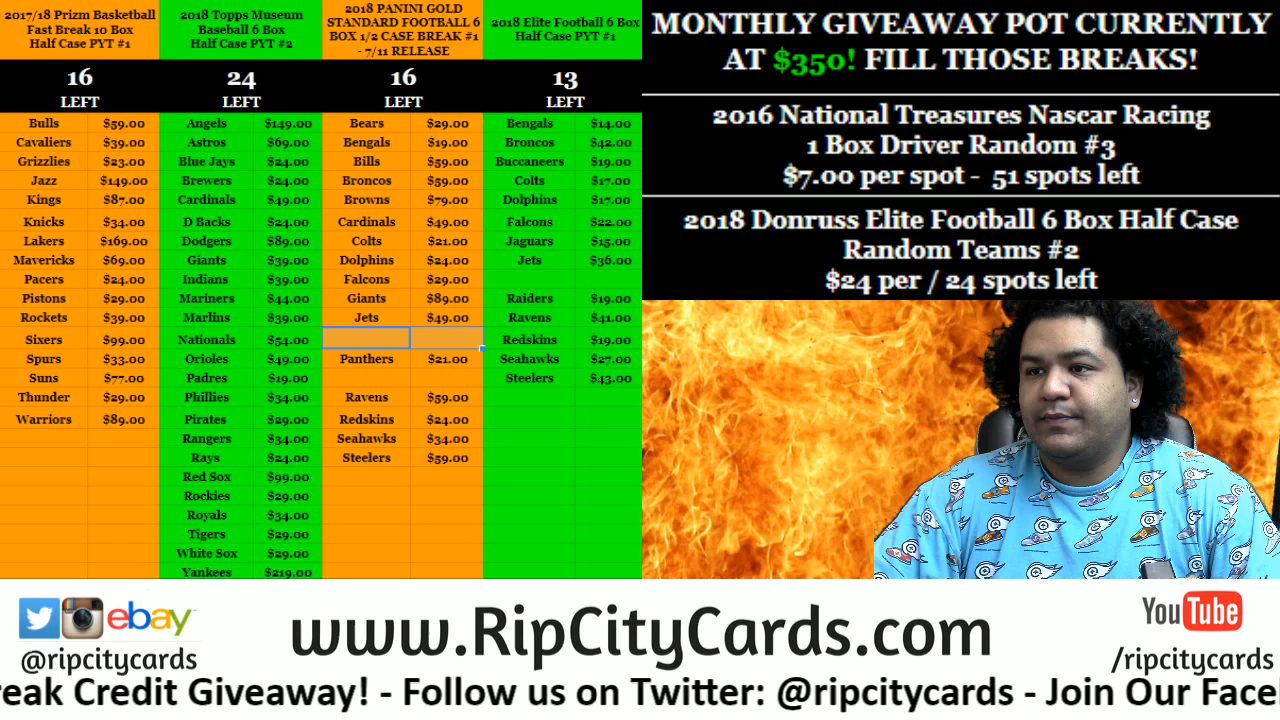 2017/18 Prizm Basketball
Fast Break 10 Box
Half Case PYT #1
16
LEFT
Bulls $59.00
Cavaliers $39.00
Grizzlies $23.00
Jazz $149.00
Kings $87.00
Knicks $34.00
Lakers $169.00
Mavericks $69.00
Pacers $24.00
Pistons $29.00
Rockets $39.00
Sixers $99.00
Spurs $33.00
Suns $77.00
Thunder $29.00
Warriors $89.00
2018 Topps Museum
Baseball 6 Box
Half Case PYT #2
24
LEFT
Angels $149.00
Astros $69.00
Blue Jays $24.00
Brewers $24.00
Cardinals $49.00
D Backs $24.00
Dodgers $89.00
Giants $39.00
Indians $39.00
Mariners $44.00
Marlins $39.00
Nationals $54.00
Orioles $49.00
Padres $19.00
Phillies $34.00
Pirates $29.00
Rangers $34.00
Rays $24.00
Red Sox $99.00
Rockies $29.00
Royals $34.00
Tigers $29.00
White Sox $29.00
Yankees $219.00
2018 PANINI GOLD
STANDARD FOOTBALL 6
BOX 1/2 CASE BREAK #1
- 7/11 RELEASE
16
LEFT
Bears $29.00
Bengals $19.00
Bills $59.00
Broncos $59.00
Browns $79.00
Cardinals $49.00
Colts $21.00
Dolphins $24.00
Falcons $29.00
Giants $89.00
Jets $49.00
Panthers $21.00
Ravens $59.00
Redskins $24.00
Seahawks $34.00
Steelers $59.00
2018 Elite Football 6 Box
Half Case PYT #1
13
LEFT
Bengals $14.00
Broncos $42.00
Buccaneers $19.00
Colts $17.00
Dolphins $17.00
Falcons $22.00
Jaguars $15.00
Jets $36.00
Raiders $19.00
Ravens $41.00
Redskins $19.00
Seahawks $27.00
Steelers $43.00
MONTHLY GIVEAWAY POT CURRENTLY
AT $350! FILL THOSE BREAKS!
2016 National Treasures Nascar Racing
1 Box Driver Random #3
$7.00 per spot - 51 spots left
2018 Donruss Elite Football 6 Box Half Case
Random Teams #2
$24 per / 24 spots left
ebay
@ripcitycards
www.RipCityCards.com
YouTube
/ripcitycards
reak Credit Giveaway! - Follow us on Twitter: @ripcitycards - Join Our Facel